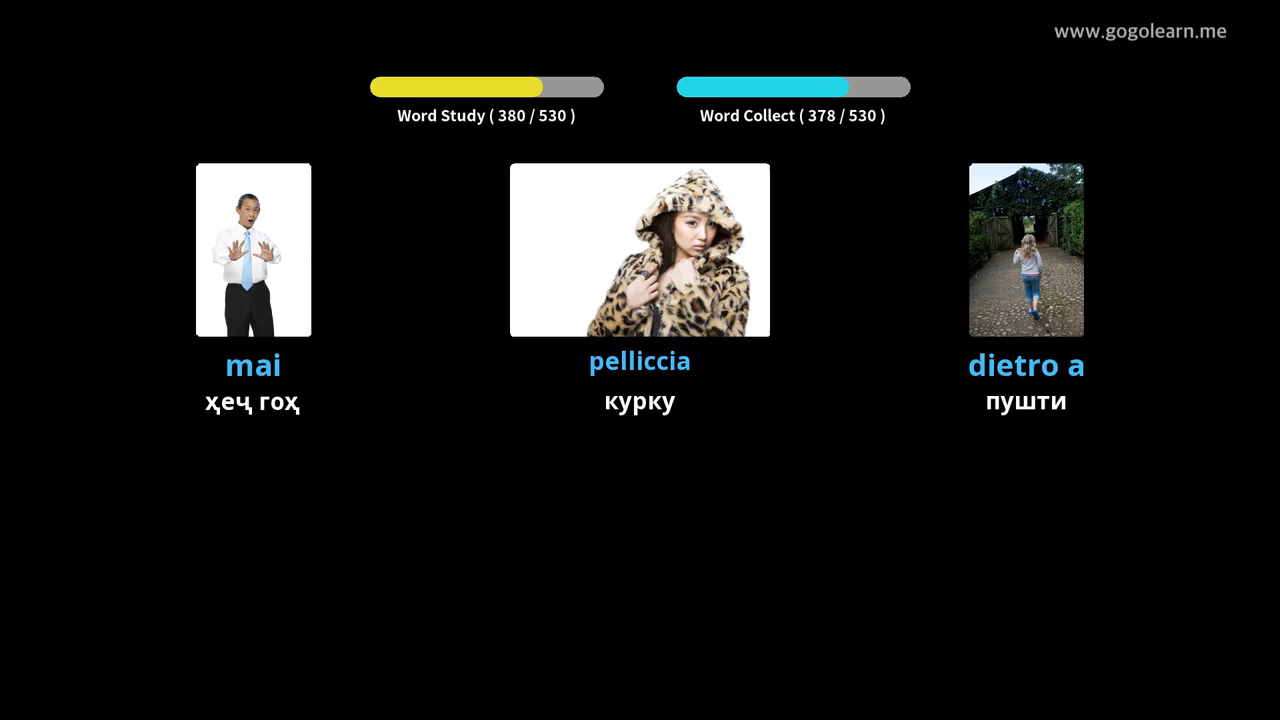 www.gogolearn.me
Word Study ( 380 / 530 )
Word Collect ( 378 / 530 )
mai
pelliccia
dietro a
ҳеҷ гоҳ
курку
пушти